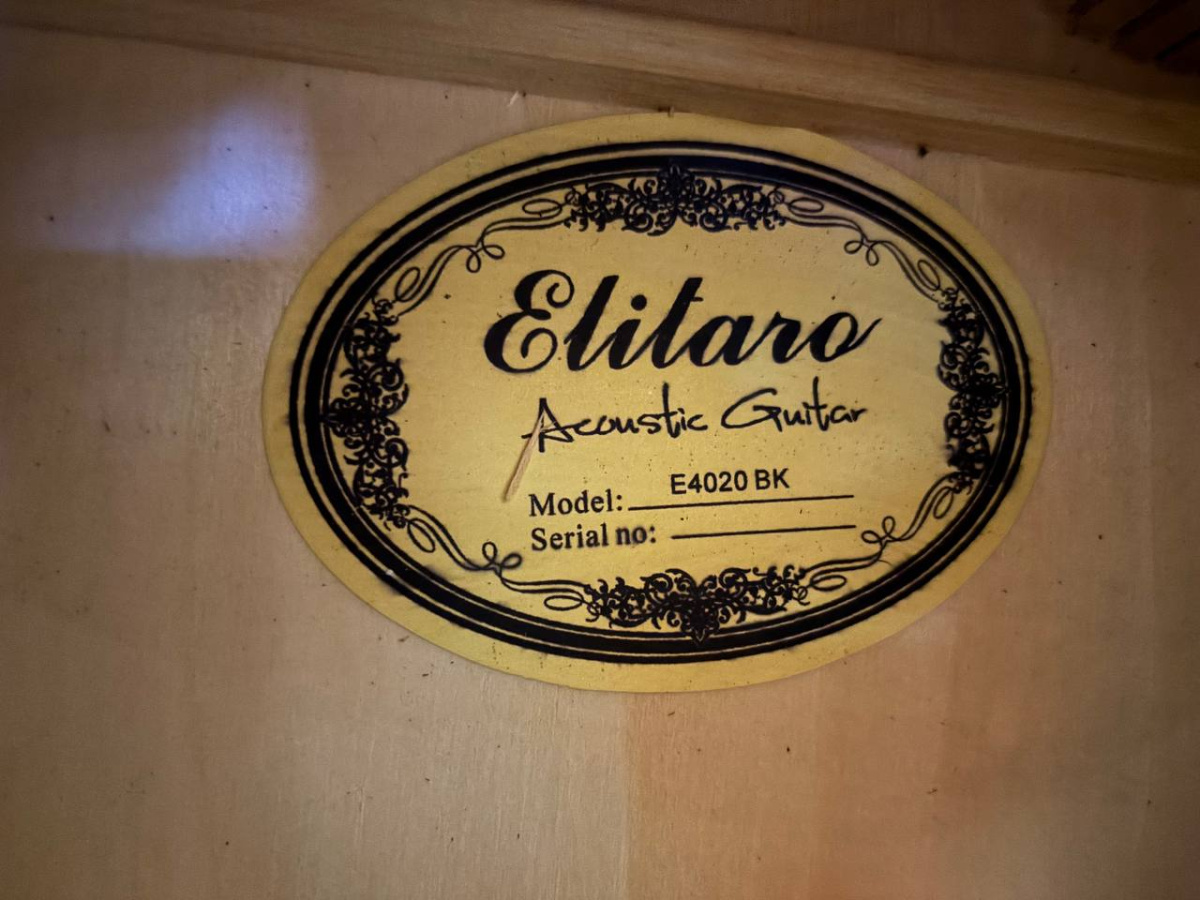 Elitaro
Acoustic Guitar
Model: E4020 BK
Serial no: